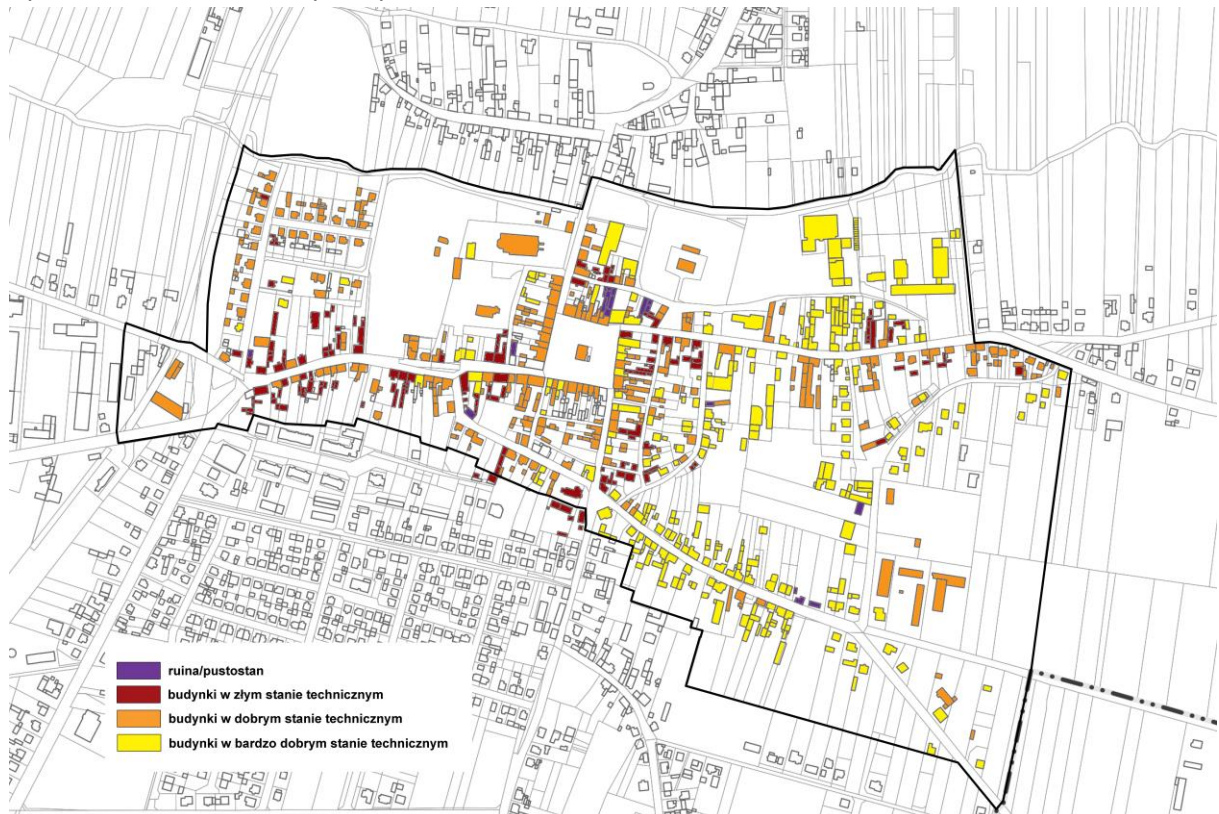 ruina/pustostan
budynki w złym stanie technicznym
budynki w dobrym stanie technicznym
budynki w bardzo dobrym stanie technicznym